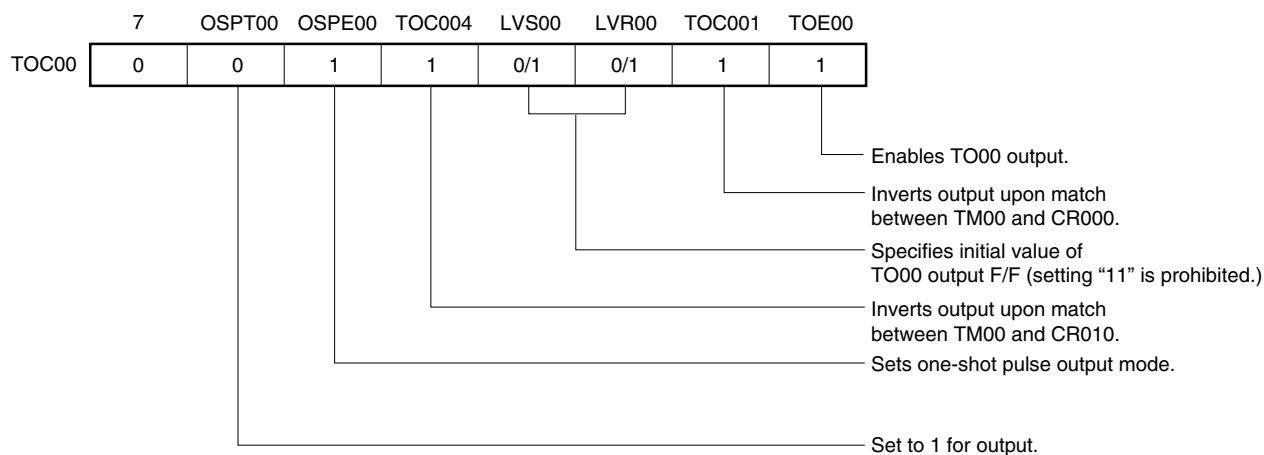 7 OSPT00 OSPE00 TOC004 LVS00 LVR00 TOC001 TOE00
TOC00 0 0 1 1 0/1 0/1 1 1
Enables TO00 output.
Inverts output upon match
between TM00 and CR000.
Specifies initial value of
TO00 output F/F (setting “11” is prohibited.)
Inverts output upon match
between TM00 and CR010.
Sets one-shot pulse output mode.
Set to 1 for output.